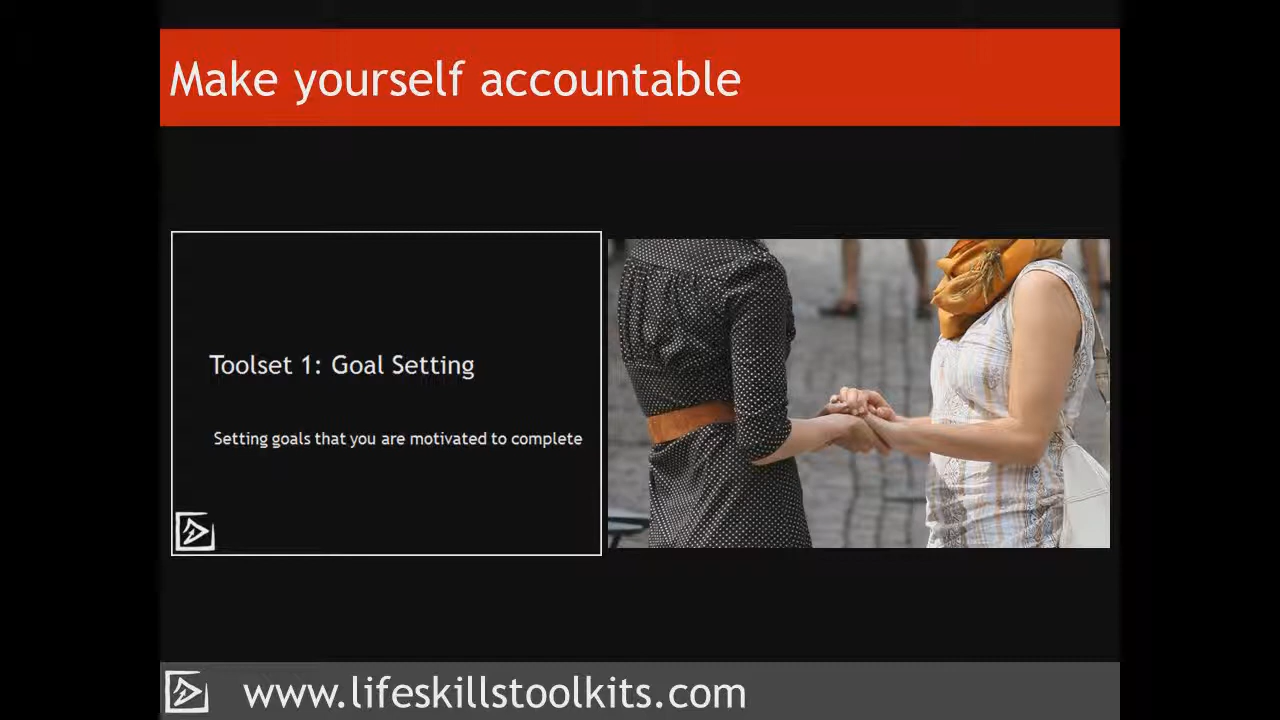 Make yourself accountable
Toolset 1: Goal Setting
Setting goals that you are motivated to complete
www.lifeskillstoolkits.com